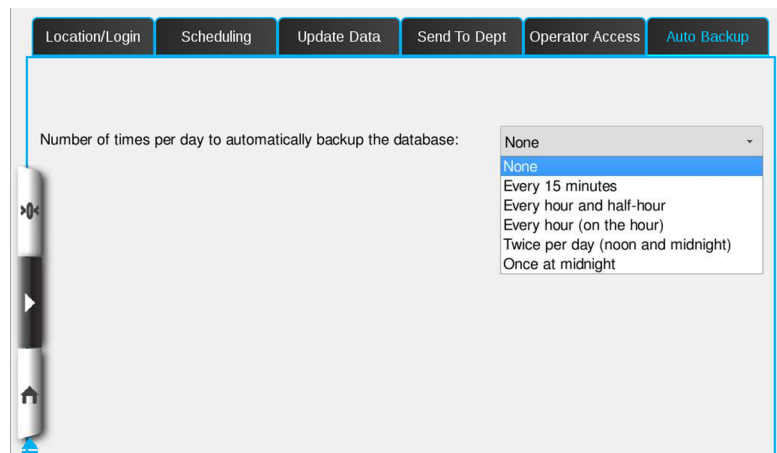 Location/Login
Scheduling
Update Data
Send To Dept
Operator Access
Auto Backup
Number of times per day to automatically backup the database:
None
None
Every 15 minutes
Every hour and half-hour
Every hour (on the hour)
Twice per day (noon and midnight)
Once at midnight
>0<